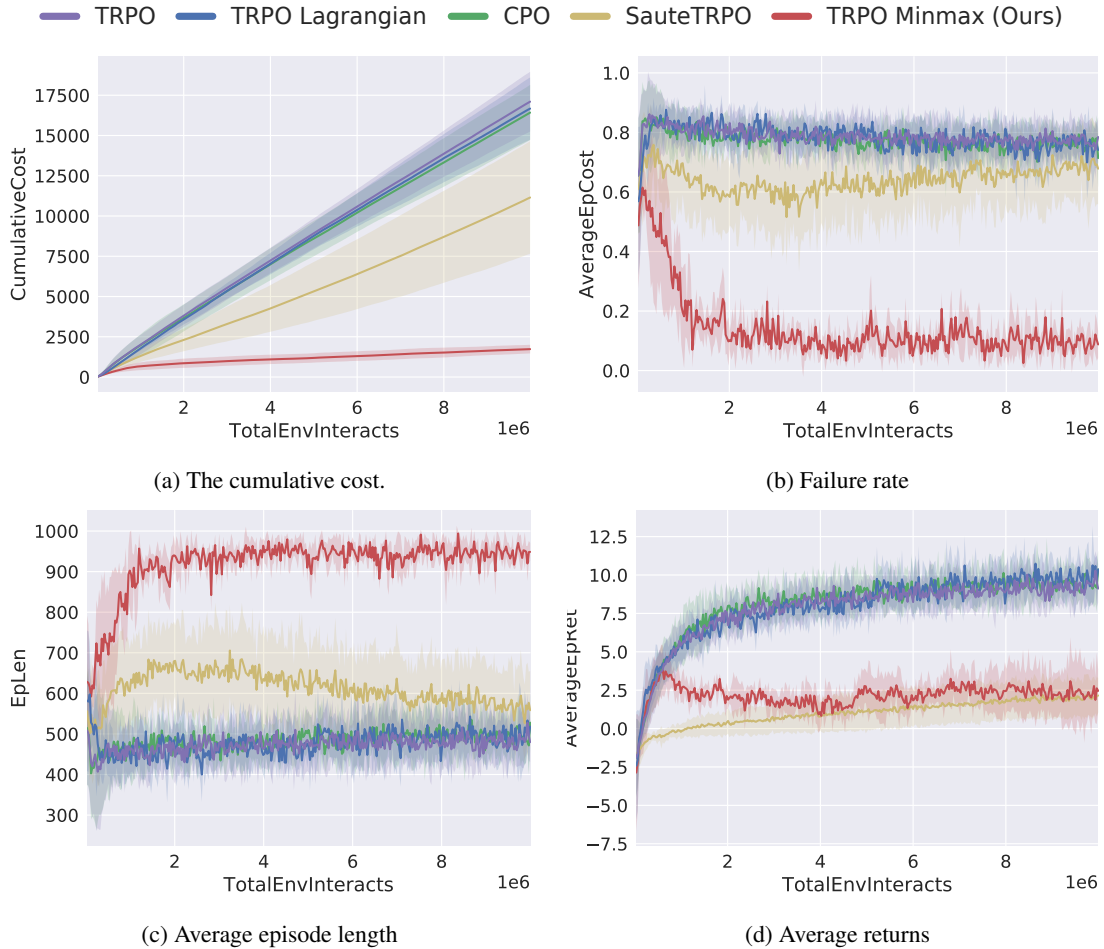 TRPO TRPO Lagrangian CPO SauteTRPO TRPO Minmax (Ours)
CumulativeCost
17500
15000
12500
10000
7500
5000
2500
0
2 4 6 8
1e6
TotalEnvInteracts
(a) The cumulative cost.
AverageEpCost
1.0
0.8
0.6
0.4
0.2
0.0
2 4 6 8
1e6
TotalEnvInteracts
(b) Failure rate
EpLen
1000
900
800
700
600
500
400
300
2 4 6 8
1e6
TotalEnvInteracts
(c) Average episode length
AverageEpRet
12.5
10.0
7.5
5.0
2.5
0.0
−2.5
−5.0
−7.5
2 4 6 8
1e6
TotalEnvInteracts
(d) Average returns